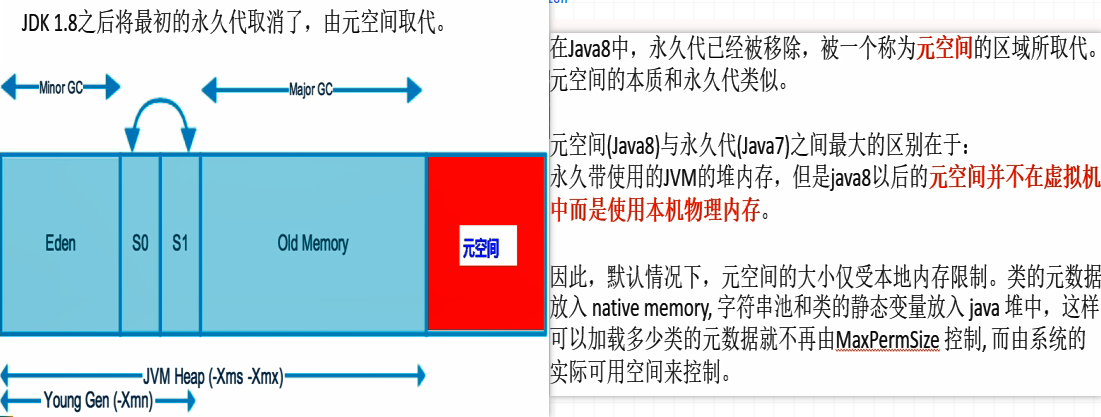 JDK 1.8之后将最初的永久代取消了，由元空间取代。
Minor GC
Major GC
Eden
S0
S1
Old Memory
元空间
JVM Heap (-Xms -Xmx)
Young Gen (-Xmn)
在Java8中，永久代已经被移除，被一个称为元空间的区域所取代。
元空间的本质和永久代类似。
元空间(Java8)与永久代(Java7)之间最大的区别在于：
永久带使用的JVM的堆内存，但是java8以后的元空间并不在虚拟机
中而是使用本机物理内存。
因此，默认情况下，元空间的大小仅受本地内存限制。类的元数据
放入 native memory, 字符串池和类的静态变量放入 java 堆中，这样
可以加载多少类的元数据就不再由MaxPermSize 控制, 而由系统的
实际可用空间来控制。